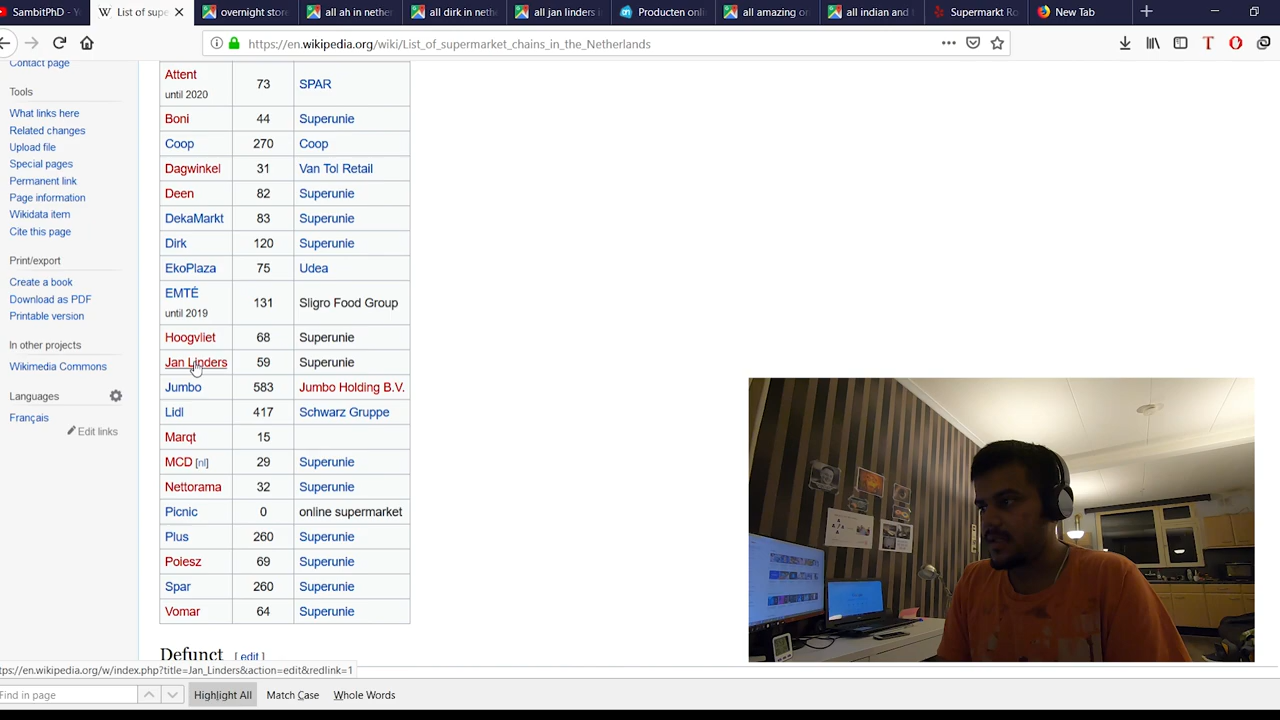 SambitPhD - Yo
List of supe
overnight store
all ah in neth
all dirk in neth
all jan linders i
Producten onli
all amazing or
all indian and
Supermarkt Ro
New Tab
https://en.wikipedia.org/wiki/List_of_supermarket_chains_in_the_Netherlands
Contact page
Tools
What links here
Related changes
Upload file
Special pages
Permanent link
Page information
Wikidata item
Cite this page
Print/export
Create a book
Download as PDF
Printable version
In other projects
Wikimedia Commons
Languages
Français
Edit links
Attent
until 2020 73 SPAR
Boni 44 Superunie
Coop 270 Coop
Dagwinkel 31 Van Tol Retail
Deen 82 Superunie
DekaMarkt 83 Superunie
Dirk 120 Superunie
EkoPlaza 75 Udea
EMTÉ
until 2019 131 Sligro Food Group
Hoogvliet 68 Superunie
Jan Linders 59 Superunie
Jumbo 583 Jumbo Holding B.V.
Lidl 417 Schwarz Gruppe
Marqt 15
MCD [nl] 29 Superunie
Nettorama 32 Superunie
Picnic 0 online supermarket
Plus 260 Superunie
Poiesz 69 Superunie
Spar 260 Superunie
Vomar 64 Superunie
Defunct [ edit ]
tps://en.wikipedia.org/w/index.php?title=Jan_Linders&action=edit&redlink=1
Find in page
Highlight All
Match Case
Whole Words